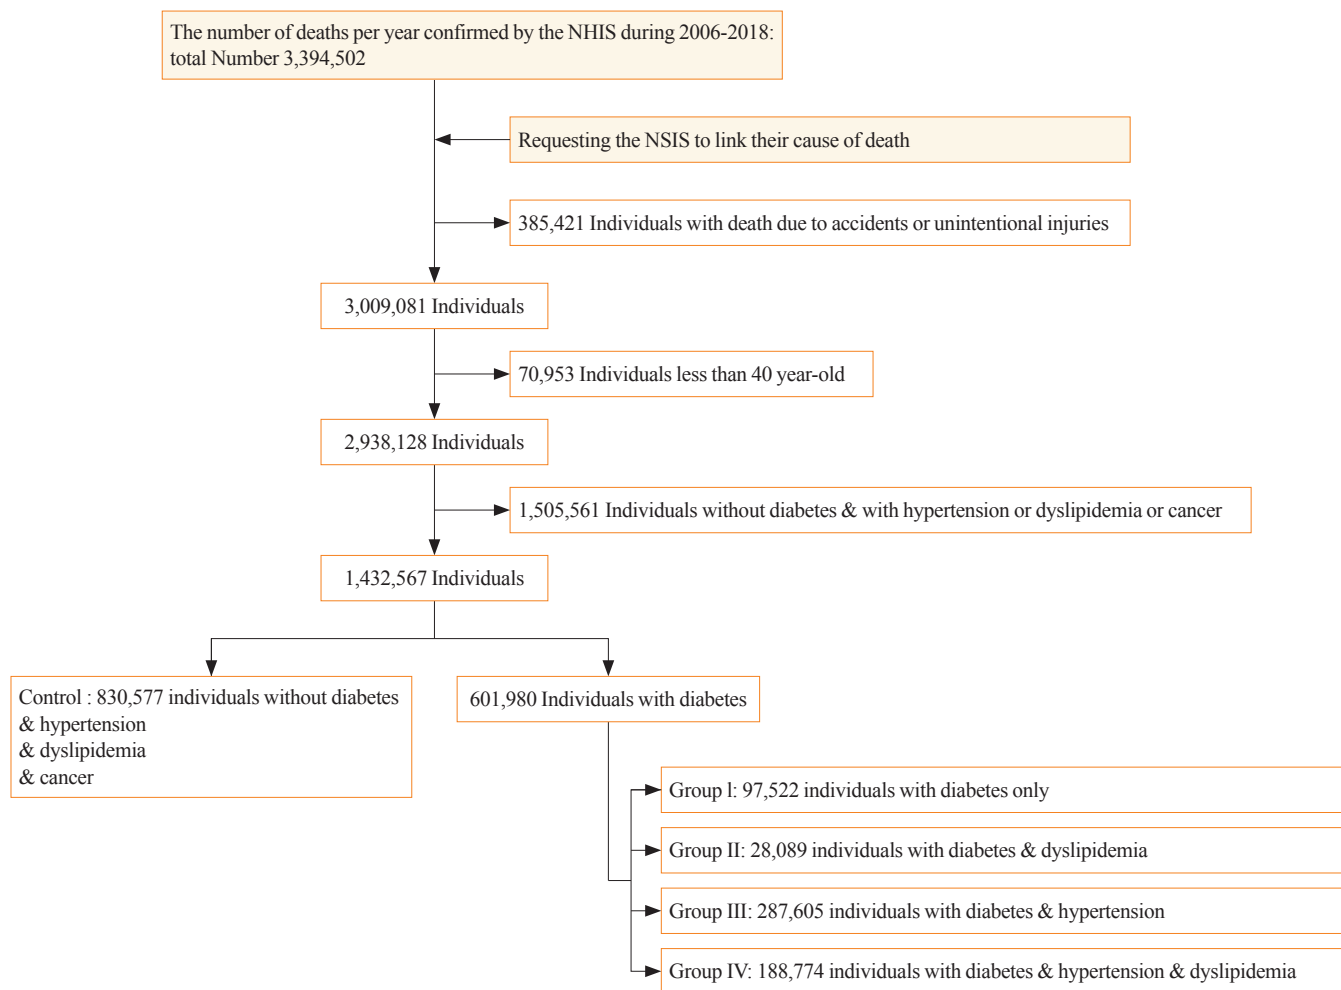 The number of deaths per year confirmed by the NHIS during 2006-2018:
total Number 3,394,502
Requesting the NSIS to link their cause of death
385,421 Individuals with death due to accidents or unintentional injuries
3,009,081 Individuals
70,953 Individuals less than 40 year-old
2,938,128 Individuals
1,505,561 Individuals without diabetes & with hypertension or dyslipidemia or cancer
1,432,567 Individuals
Control : 830,577 individuals without diabetes
& hypertension
& dyslipidemia
& cancer
601,980 Individuals with diabetes
Group l: 97,522 individuals with diabetes only
Group II: 28,089 individuals with diabetes & dyslipidemia
Group III: 287,605 individuals with diabetes & hypertension
Group IV: 188,774 individuals with diabetes & hypertension & dyslipidemia